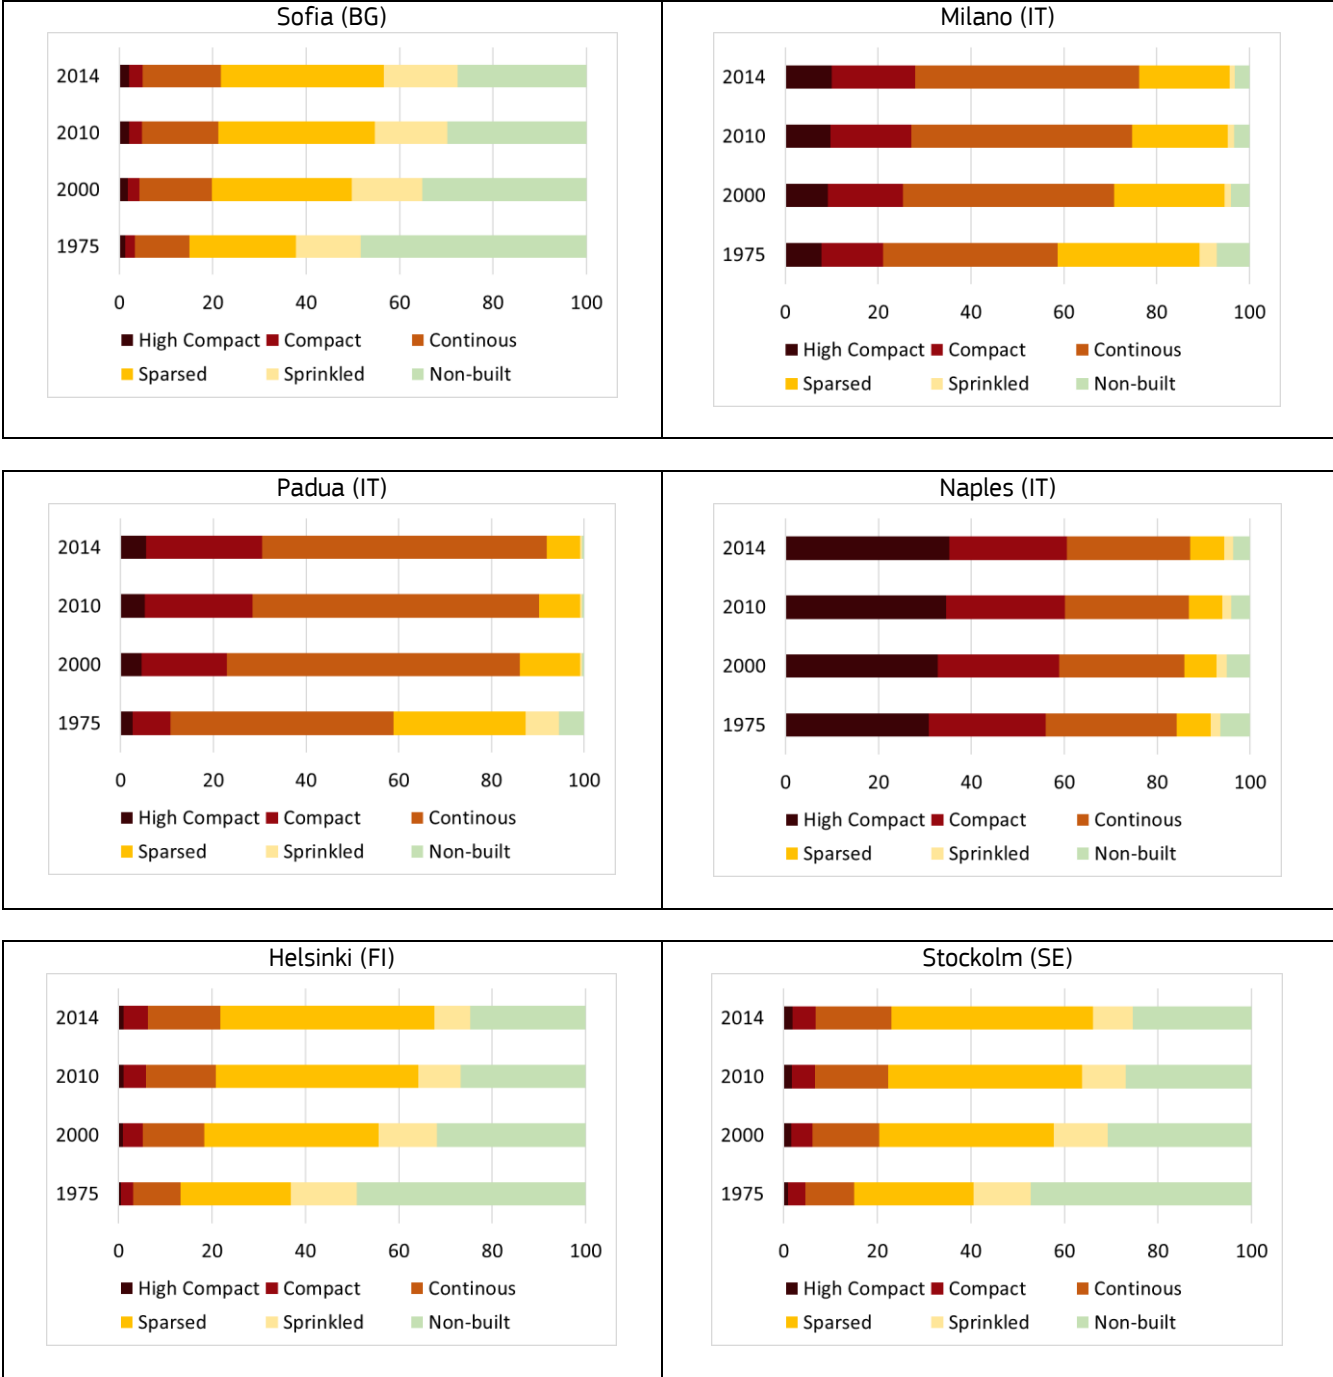 Sofia (BG)
2014
2010
2000
1975
0 20 40 60 80 100
High Compact Compact Continous
Sparsed Sprinkled Non-built
Milano (IT)
2014
2010
2000
1975
0 20 40 60 80 100
High Compact Compact Continous
Sparsed Sprinkled Non-built
Padua (IT)
2014
2010
2000
1975
0 20 40 60 80 100
High Compact Compact Continous
Sparsed Sprinkled Non-built
Naples (IT)
2014
2010
2000
1975
0 20 40 60 80 100
High Compact Compact Continous
Sparsed Sprinkled Non-built
Helsinki (FI)
2014
2010
2000
1975
0 20 40 60 80 100
High Compact Compact Continous
Sparsed Sprinkled Non-built
Stockolm (SE)
2014
2010
2000
1975
0 20 40 60 80 100
High Compact Compact Continous
Sparsed Sprinkled Non-built